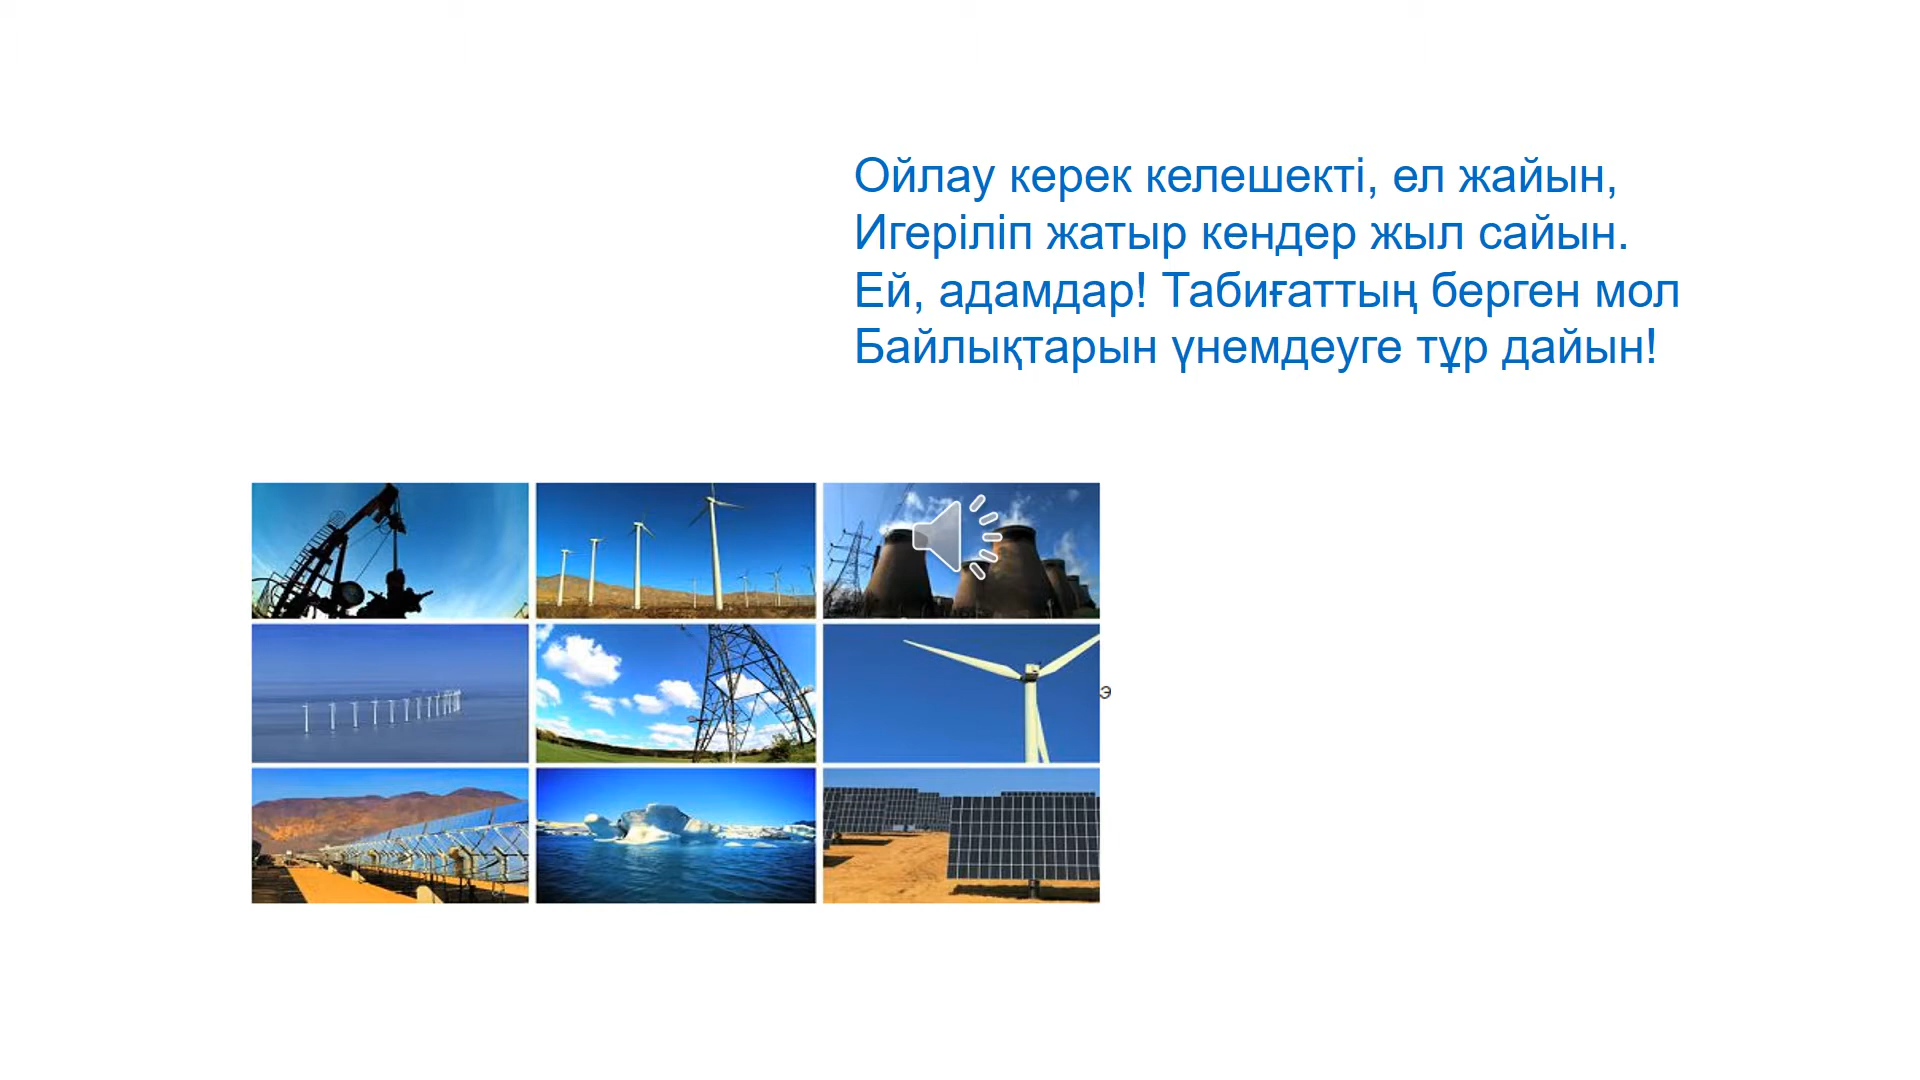 Ойлау керек келешекті, ел жайын,
Игеріліп жатыр кендер жыл сайын.
Ей, адамдар! Табиғаттың берген мол
Байлықтарын үнемдеуге тұр дайын!
э